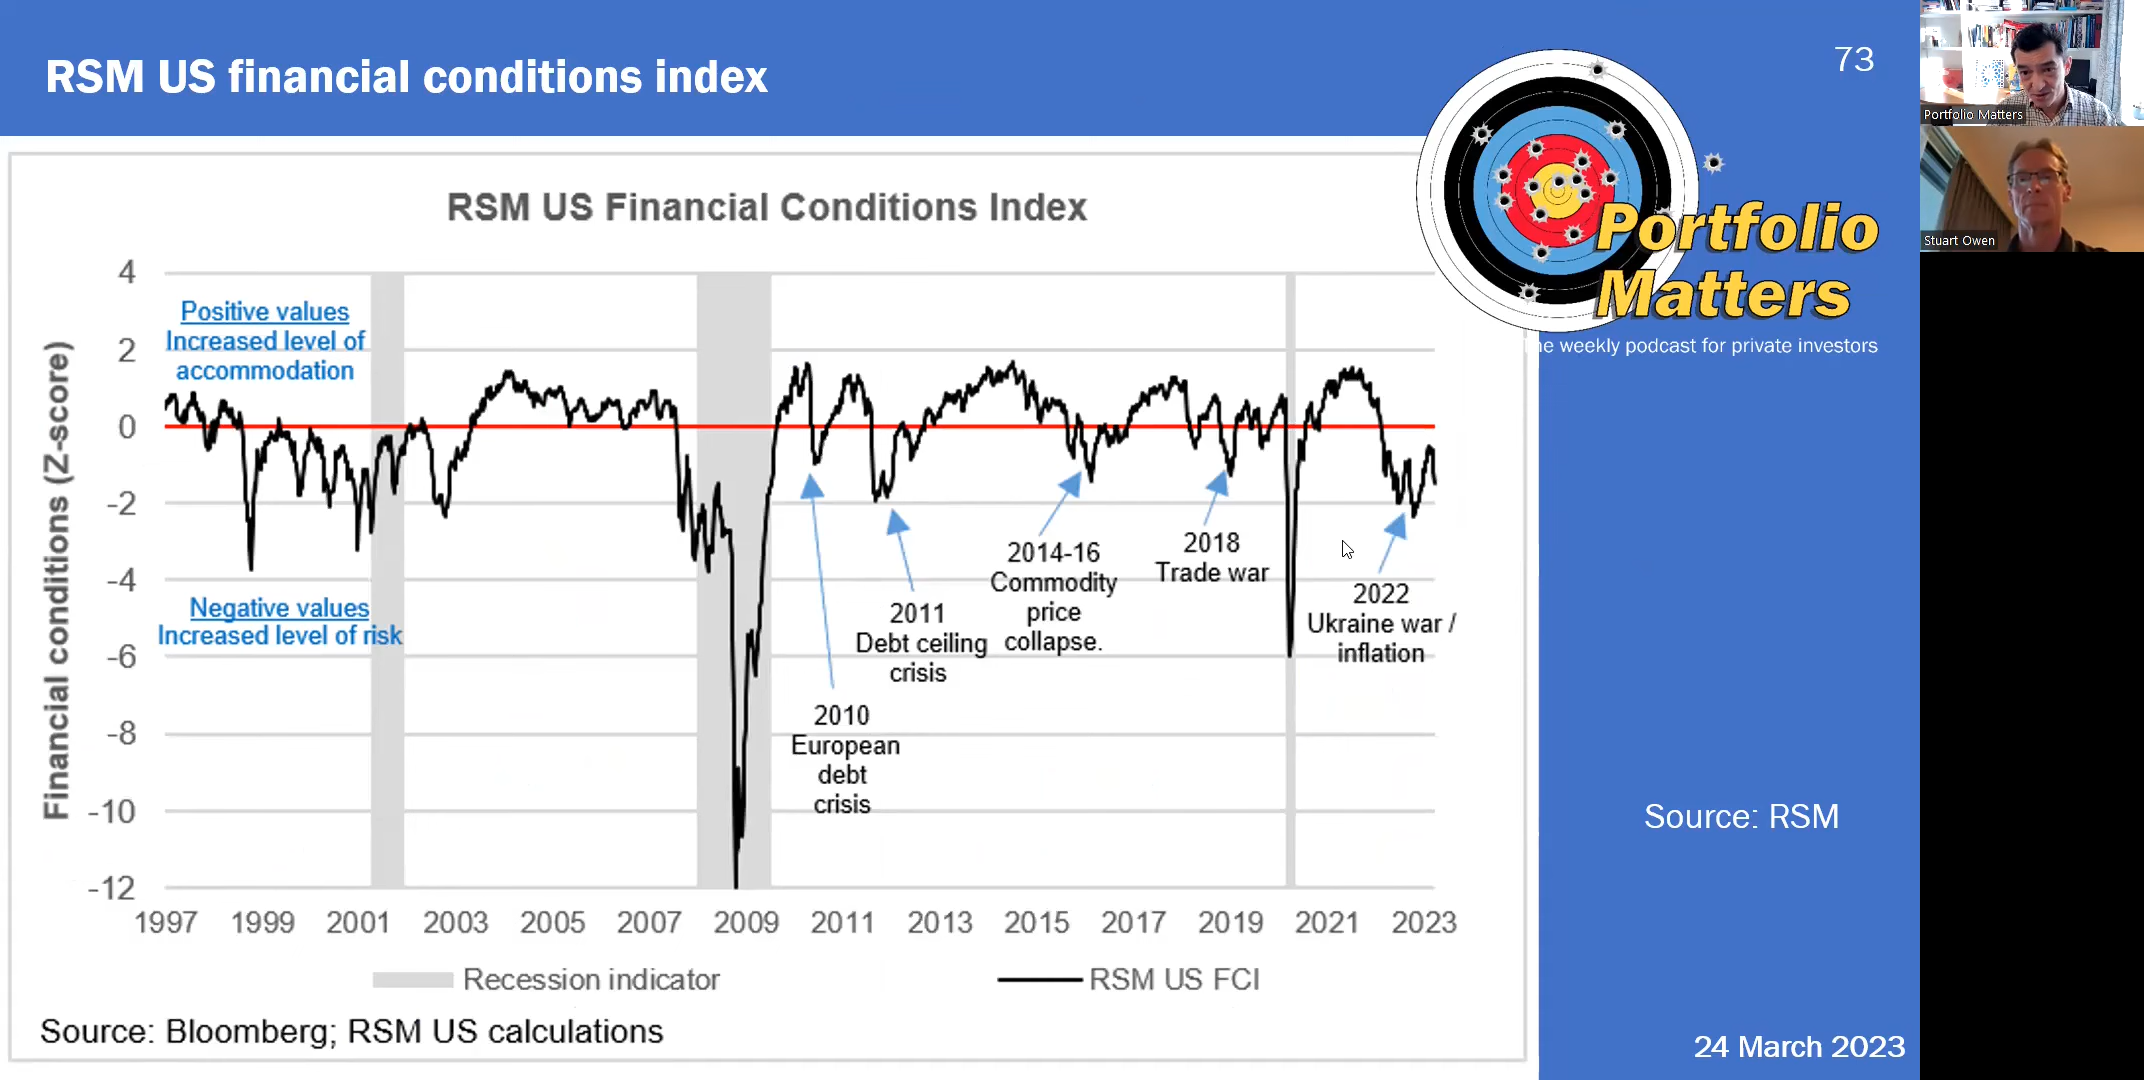 RSM US financial conditions index
73
Portfolio Matters
Stuart Owen
Portfolio
Matters
he weekly podcast for private investors
RSM US Financial Conditions Index
Financial conditions (Z-score)
4
2
0
-2
-4
-6
-8
-10
-12
Positive values
Increased level of
accommodation
Negative values
Increased level of risk
2010
European
debt
crisis
2011
Debt ceiling
crisis
2014-16
Commodity
price
collapse.
2018
Trade war
2022
Ukraine war /
inflation
1997 1999 2001 2003 2005 2007 2009 2011 2013 2015 2017 2019 2021 2023
Recession indicator RSM US FCI
Source: Bloomberg; RSM US calculations
Source: RSM
24 March 2023